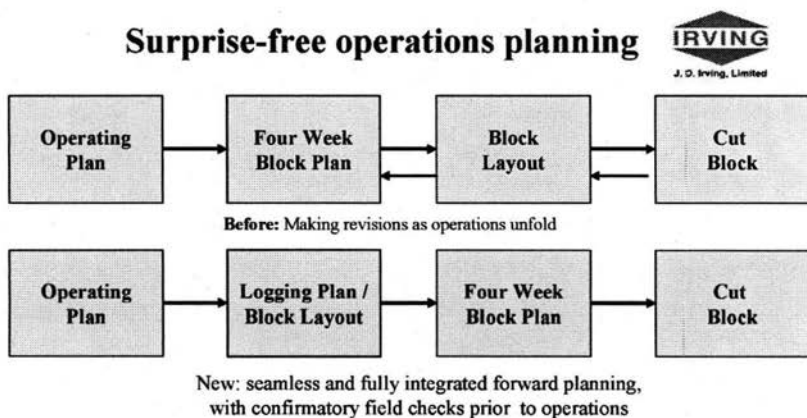 Surprise-free operations planning
IRVING
J. D. Irving, Limited
Operating
Plan
Four Week
Block Plan
Block
Layout
Cut
Block
Before: Making revisions as operations unfold
Operating
Plan
Logging Plan /
Block Layout
Four Week
Block Plan
Cut
Block
New: seamless and fully integrated forward planning,
with confirmatory field checks prior to operations